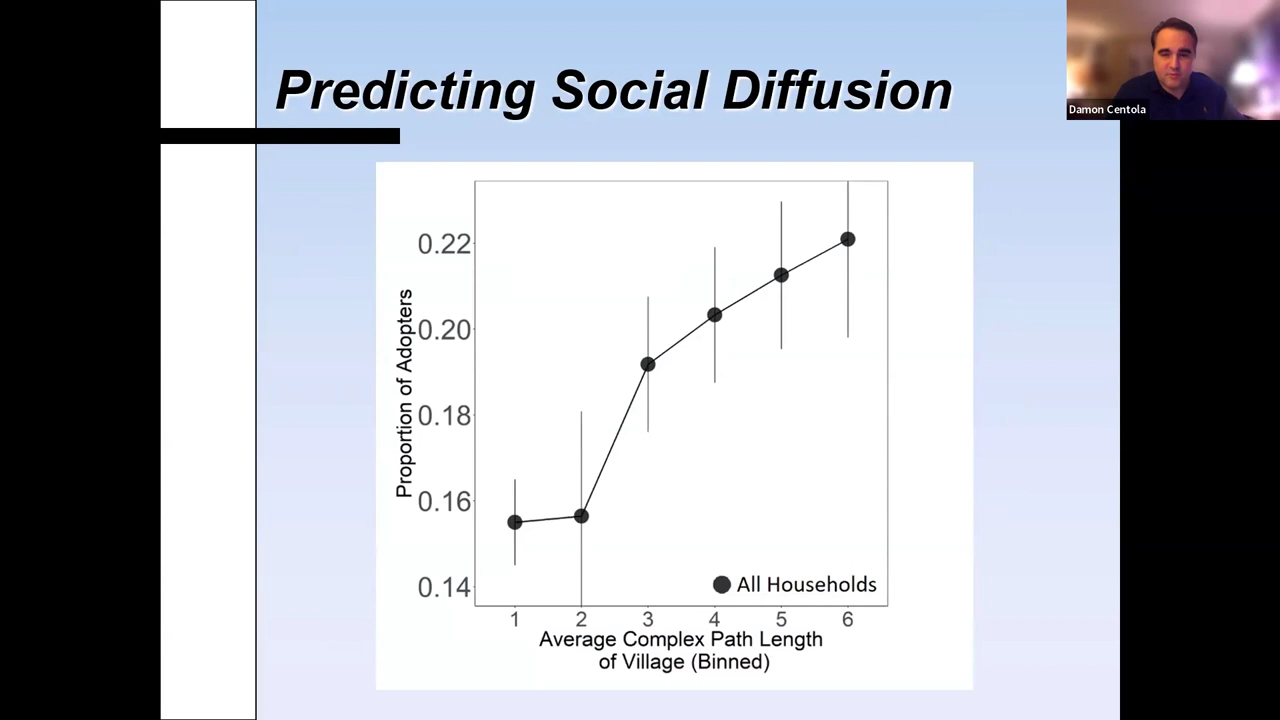 Predicting Social Diffusion
Damon Centola
Proportion of Adopters
0.22
0.20
0.18
0.16
0.14
All Households
1 2 3 4 5 6
Average Complex Path Length
of Village (Binned)